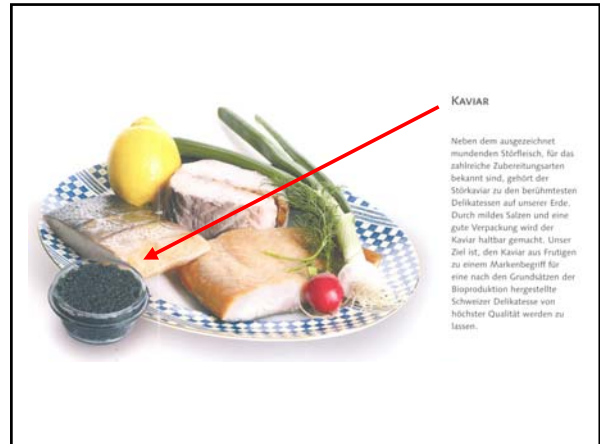 KAVIAR
Neben dem ausgezeichnet
mundenden Störfleisch, für das
zahlreiche Zubereitungsarten
bekannt sind, gehört der
Störkaviar zu den berühmtesten
Delikatessen auf unserer Erde.
Durch mildes Salzen und eine
gute Verpackung wird der
Kaviar haltbar gemacht. Unser
Ziel ist, den Kaviar aus Frutigen
zu einem Markenbegriff für
eine nach den Grundsätzen der
Bioproduktion hergestellte
Schweizer Delikatesse von
höchster Qualität werden zu
lassen.